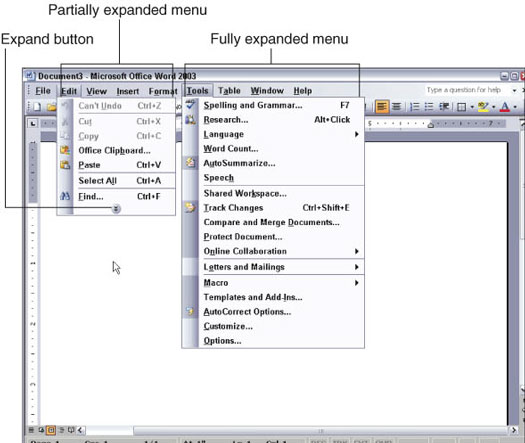 Partially expanded menu
Expand button
Fully expanded menu
Document3 - Microsoft Office Word 2003
File Edit View Insert Format Tools Table Window Help
Type a question for help
Can't Undo Ctrl+Z
Cut Ctrl+X
Copy Ctrl+C
Office Clipboard...
Paste Ctrl+V
Select All Ctrl+A
Find... Ctrl+F
Spelling and Grammar... F7
Research... Alt+Click
Language
Word Count...
AutoSummarize...
Speech
Shared Workspace...
Track Changes Ctrl+Shift+E
Compare and Merge Documents...
Protect Document...
Online Collaboration
Letters and Mailings
Macro
Templates and Add-Ins...
AutoCorrect Options...
Customize...
Options...